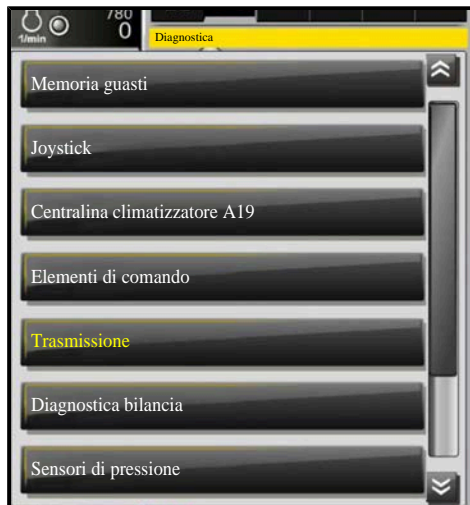 780
1/min
0
Diagnostica
Memoria guasti
Joystick
Centralina climatizzatore A19
Elementi di comando
Trasmissione
Diagnostica bilancia
Sensori di pressione